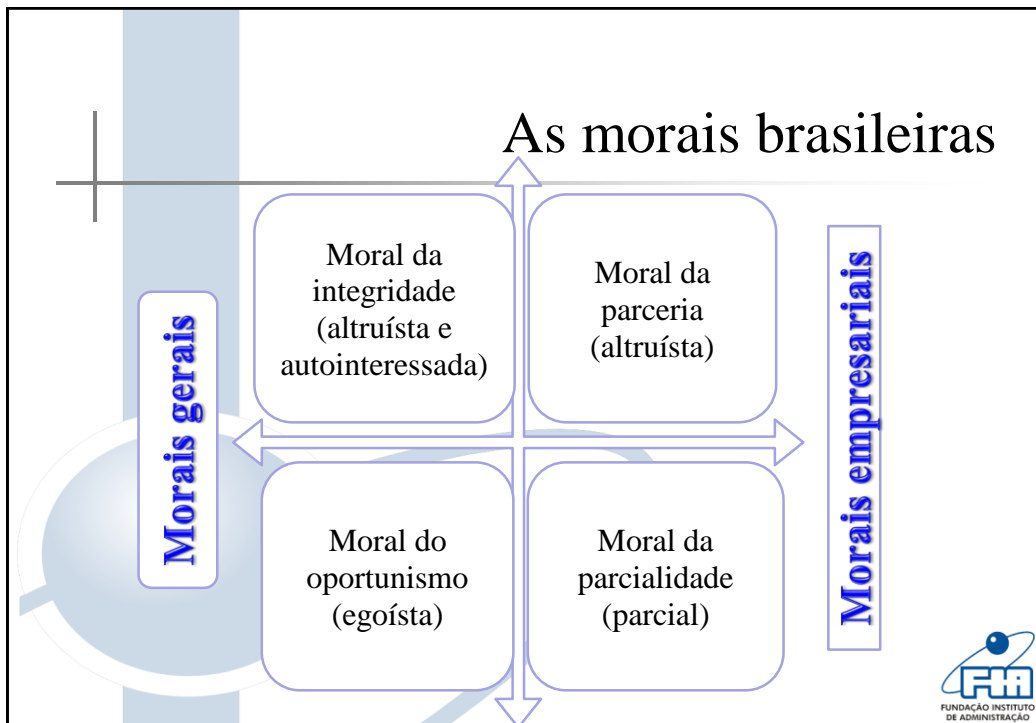 As morais brasileiras
Morais gerais
Moral da
integridade
(altruísta e
autointeressada)
Moral da
parceria
(altruísta)
Moral do
oportunismo
(egoísta)
Moral da
parcialidade
(parcial)
Morais empresariais
FIA
FUNDAÇÃO INSTITUTO
DE ADMINISTRAÇÃO